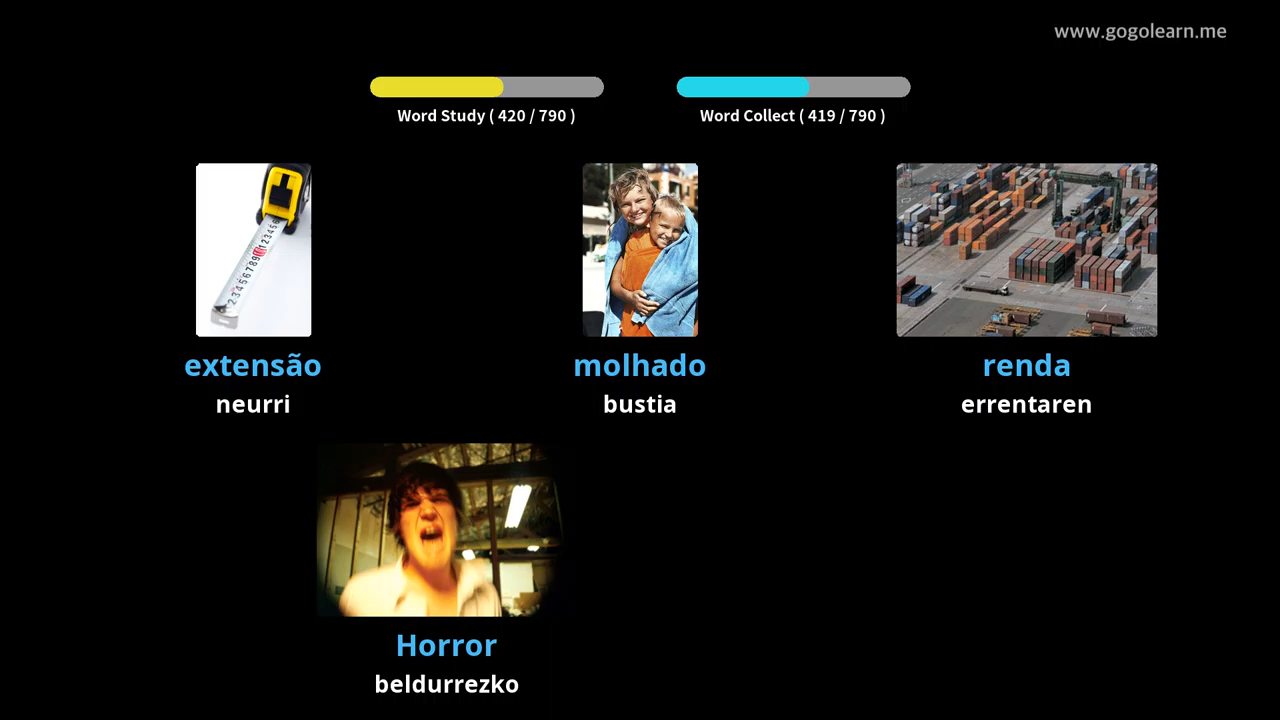 www.gogolearn.me
Word Study ( 420 / 790 )
Word Collect ( 419 / 790 )
extensão
neurri
molhado
bustia
renda
errentaren
Horror
beldurrezko